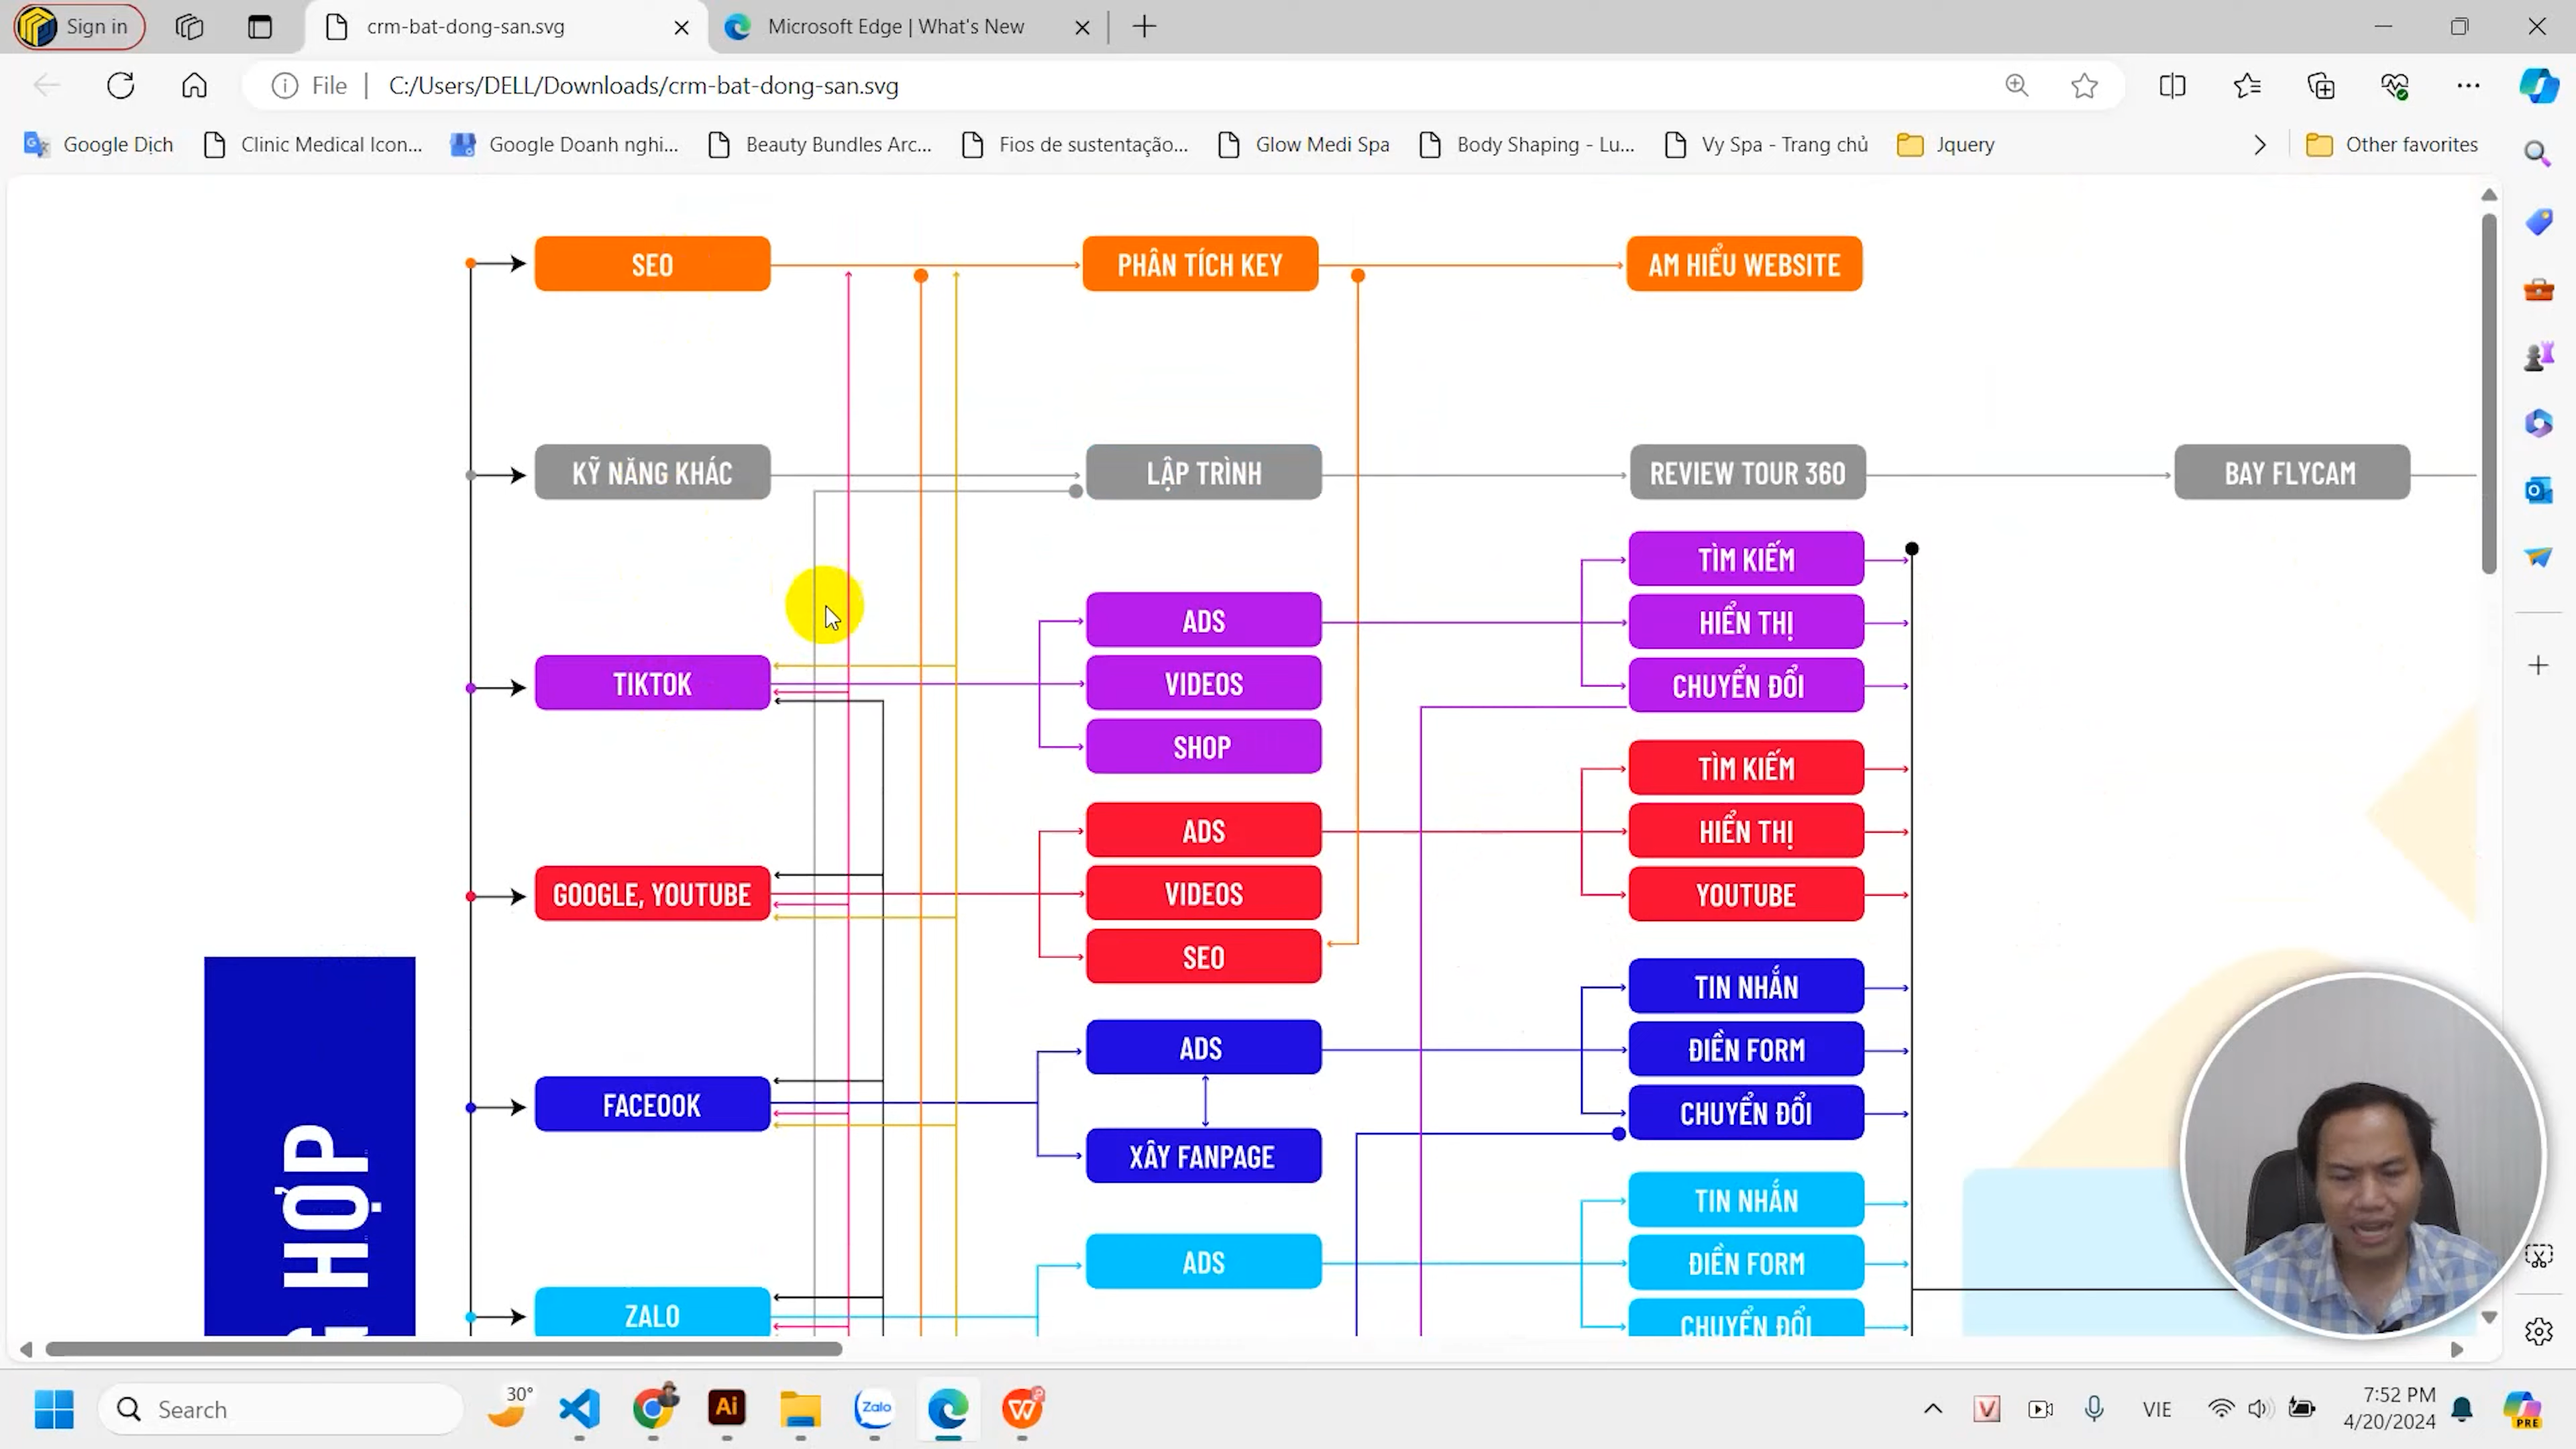 Sign in
crm-bat-dong-san.svg
Microsoft Edge | What's New
File
C:/Users/DELL/Downloads/crm-bat-dong-san.svg
Google Dịch
Clinic Medical Icon...
Google Doanh nghi...
Beauty Bundles Arc...
Fios de sustentação...
Glow Medi Spa
Body Shaping - Lu...
Vy Spa - Trang chủ
Jquery
Other favorites
SEO
PHÂN TÍCH KEY
AM HIỂU WEBSITE
KỸ NĂNG KHÁC
LẬP TRÌNH
REVIEW TOUR 360
BAY FLYCAM
TÌM KIẾM
ADS
HIỂN THỊ
TIKTOK
VIDEOS
CHUYỂN ĐỔI
SHOP
TÌM KIẾM
ADS
HIỂN THỊ
GOOGLE, YOUTUBE
VIDEOS
YOUTUBE
SEO
TIN NHẮN
ADS
ĐIỀN FORM
FACEOOK
CHUYỂN ĐỔI
XÂY FANPAGE
HỢP
TIN NHẮN
ADS
ĐIỀN FORM
ZALO
CHUYỂN ĐỔI
Search
30°
Ai
Zalo
VIE
7:52 PM
4/20/2024
PRE